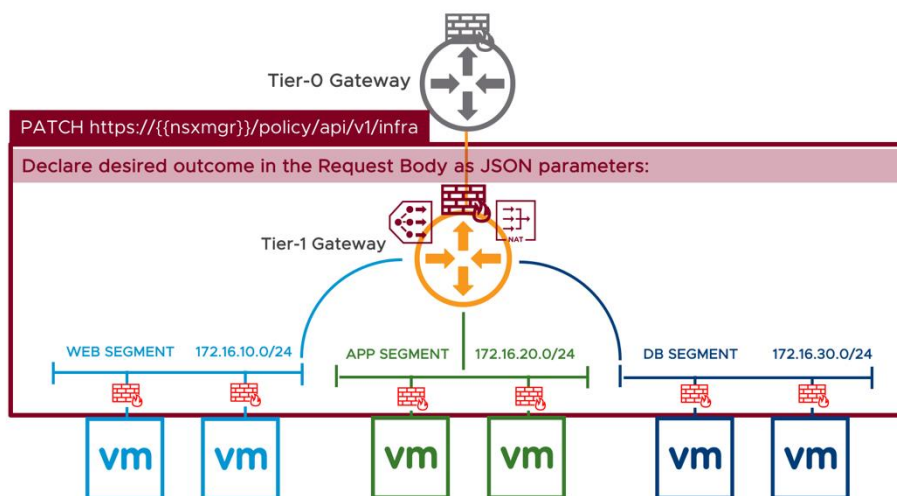 Tier-0 Gateway
PATCH https://{{nsxmgr}}/policy/api/v1/infra
Declare desired outcome in the Request Body as JSON parameters:
NAT
Tier-1 Gateway
WEB SEGMENT 172.16.10.0/24
APP SEGMENT 172.16.20.0/24
DB SEGMENT 172.16.30.0/24
vm
vm
vm
vm
vm
vm